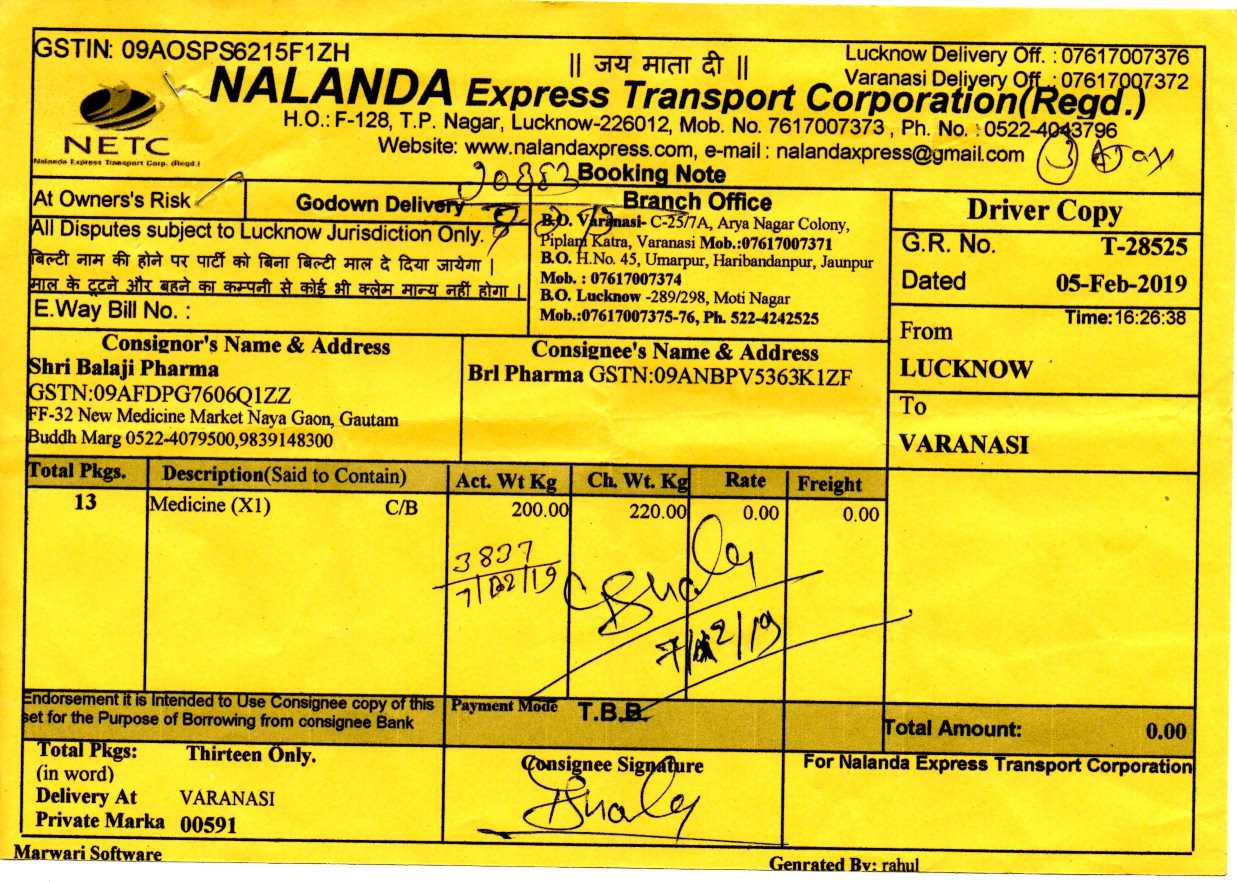 GSTIN: 09AOSPS6215F1ZH
|| जय माता दी ||
Lucknow Delivery Off. : 07617007376
Varanasi Delivery Off. : 07617007372
NALANDA Express Transport Corporation(Regd.)
NETC
Nalanda Express Transport Corp. (Regd.)
H.O.: F-128, T.P. Nagar, Lucknow-226012, Mob. No. 7617007373 , Ph. No. : 0522-4043796
Website: www.nalandaxpress.com, e-mail : nalandaxpress@gmail.com
Booking Note
At Owners's Risk
Godown Delivery
All Disputes subject to Lucknow Jurisdiction Only.
बिल्टी नाम की होने पर पार्टी को बिना बिल्टी माल दे दिया जायेगा |
माल के टूटने और बहने का कम्पनी से कोई भी क्लेम मान्य नहीं होगा |
E.Way Bill No. :
Branch Office
B.O. Varanasi- C-25/7A, Arya Nagar Colony,
Piplani Katra, Varanasi Mob.:07617007371
B.O. H.No. 45, Umarpur, Haribandanpur, Jaunpur
Mob. : 07617007374
B.O. Lucknow -289/298, Moti Nagar
Mob.:07617007375-76, Ph. 522-4242525
Driver Copy
G.R. No. T-28525
Dated 05-Feb-2019
Time: 16:26:38
From
LUCKNOW
To
VARANASI
Consignor's Name & Address
Shri Balaji Pharma
GSTN:09AFDPG7606Q1ZZ
FF-32 New Medicine Market Naya Gaon, Gautam
Buddh Marg 0522-4079500,9839148300
Consignee's Name & Address
Brl Pharma GSTN:09ANBPV5363K1ZF
Total Pkgs. Description(Said to Contain) Act. Wt Kg Ch. Wt. Kg Rate Freight
13 Medicine (X1) C/B 200.00 220.00 0.00 0.00
3837
7/02/19
7/02/19
Endorsement it is Intended to Use Consignee copy of this
set for the Purpose of Borrowing from consignee Bank
Payment Mode T.B.B.
Total Amount: 0.00
Total Pkgs: Thirteen Only.
(in word)
Delivery At VARANASI
Private Marka 00591
Consignee Signature
For Nalanda Express Transport Corporation
Marwari Software
Genrated By: rahul